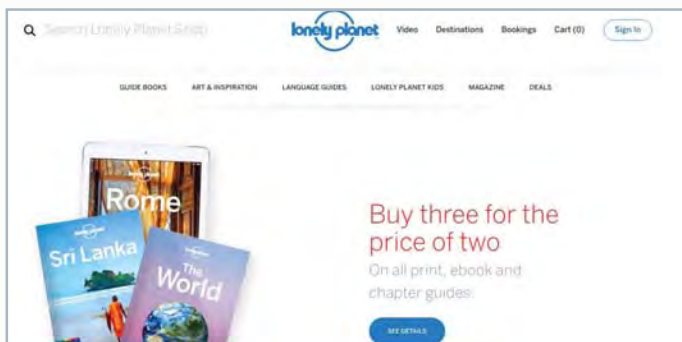 Search Lonely Planet Shop
lonely planet
Video Destinations Bookings Cart (0) Sign In
GUIDE BOOKS ART & INSPIRATION LANGUAGE GUIDES LONELY PLANET KIDS MAGAZINE DEALS
lonely planet
Rome
Sri Lanka
The
World
Buy three for the
price of two
On all print, ebook and
chapter guides.
SEE DETAILS